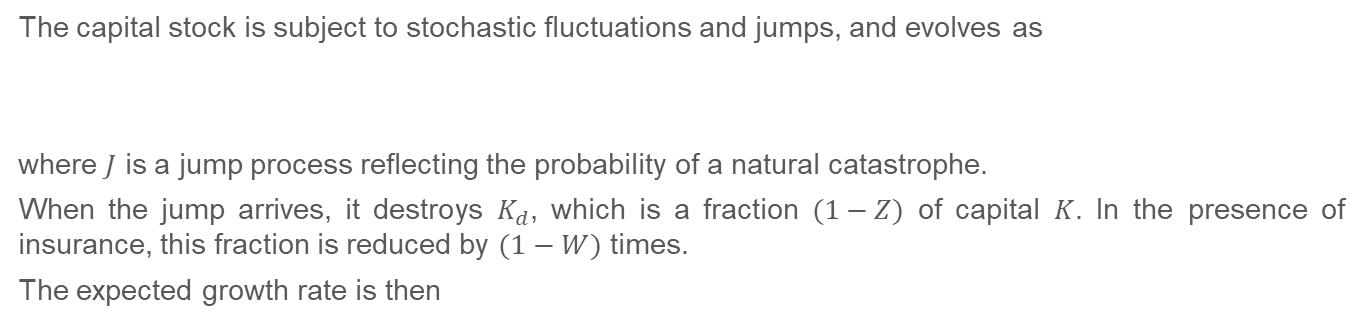 The capital stock is subject to stochastic fluctuations and jumps, and evolves as
where J is a jump process reflecting the probability of a natural catastrophe.
When the jump arrives, it destroys K_d, which is a fraction (1 − Z) of capital K. In the presence of
insurance, this fraction is reduced by (1 − W) times.
The expected growth rate is then